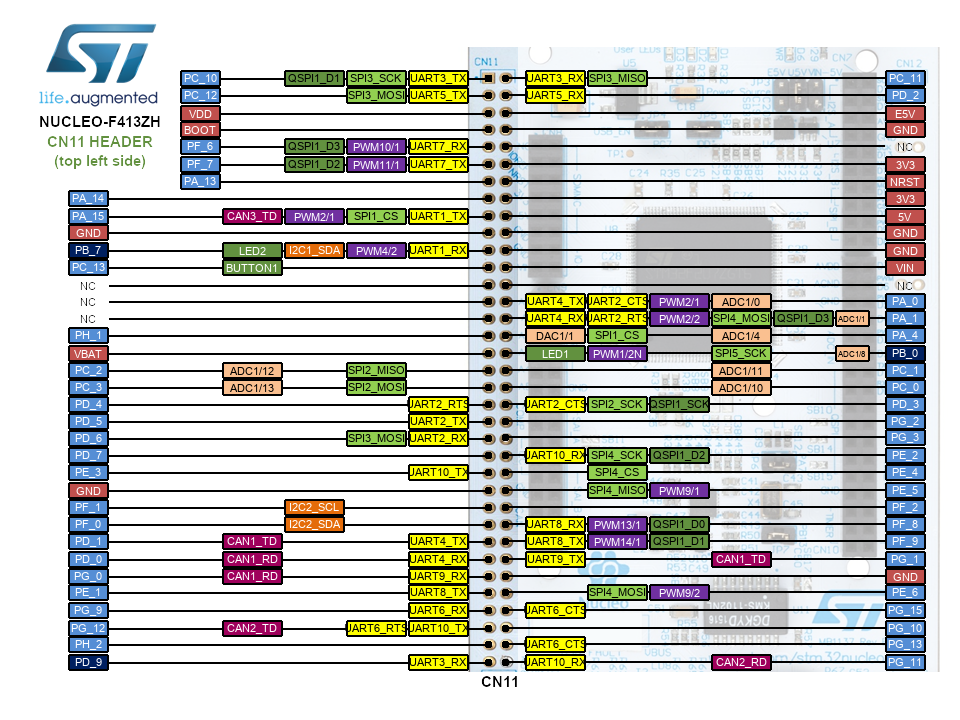 life.augmented
NUCLEO-F413ZH
CN11 HEADER
(top left side)
CN11
CN7
CN12
U5
PC_10 QSPI1_D1 SPI3_SCK UART3_TX UART3_RX SPI3_MISO PC_11
PC_12 SPI3_MOSI UART5_TX UART5_RX PD_2
VDD E5V
BOOT GND
PF_6 QSPI1_D3 PWM10/1 UART7_RX NC
PF_7 QSPI1_D2 PWM11/1 UART7_TX 3V3
PA_13 NRST
PA_14 3V3
PA_15 CAN3_TD PWM2/1 SPI1_CS UART1_TX 5V
GND GND
PB_7 LED2 I2C1_SDA PWM4/2 UART1_RX GND
PC_13 BUTTON1 VIN
NC NC
NC UART4_TX UART2_CTS PWM2/1 ADC1/0 PA_0
NC UART4_RX UART2_RTS PWM2/2 SPI4_MOSI QSPI1_D3 ADC1/1 PA_1
PH_1 DAC1/1 SPI1_CS ADC1/4 PA_4
VBAT LED1 PWM1/2N SPI5_SCK ADC1/8 PB_0
PC_2 ADC1/12 SPI2_MISO ADC1/11 PC_1
PC_3 ADC1/13 SPI2_MOSI ADC1/10 PC_0
PD_4 UART2_RTS UART2_CTS SPI2_SCK QSPI1_SCK PD_3
PD_5 UART2_TX PG_2
PD_6 SPI3_MOSI UART2_RX PG_3
PD_7 UART10_RX SPI4_SCK QSPI1_D2 PE_2
PE_3 UART10_TX SPI4_CS PE_4
GND SPI4_MISO PWM9/1 PE_5
PF_1 I2C2_SCL PF_2
PF_0 I2C2_SDA UART8_RX PWM13/1 QSPI1_D0 PF_8
PD_1 CAN1_TD UART4_TX UART8_TX PWM14/1 QSPI1_D1 PF_9
PD_0 CAN1_RD UART4_RX UART9_TX CAN1_TD PG_1
PG_0 CAN1_RD UART9_RX GND
PE_1 UART8_TX SPI4_MOSI PWM9/2 PE_6
PG_9 UART6_RX UART6_CTS PG_15
PG_12 CAN2_TD UART6_RTS UART10_TX PG_10
PH_2 UART6_CTS PG_13
PD_9 UART3_RX UART10_RX CAN2_RD PG_11
CN11